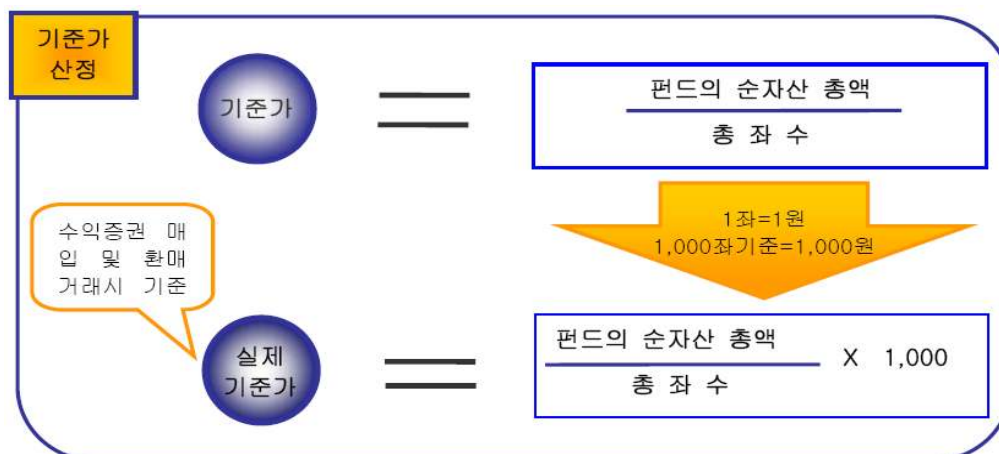 기준가
산정
기준가
펀드의 순자산 총액
총 좌 수
1좌=1원
1,000좌기준=1,000원
수익증권 매
입 및 환매
거래시 기준
실제
기준가
펀드의 순자산 총액
총 좌 수
X 1,000